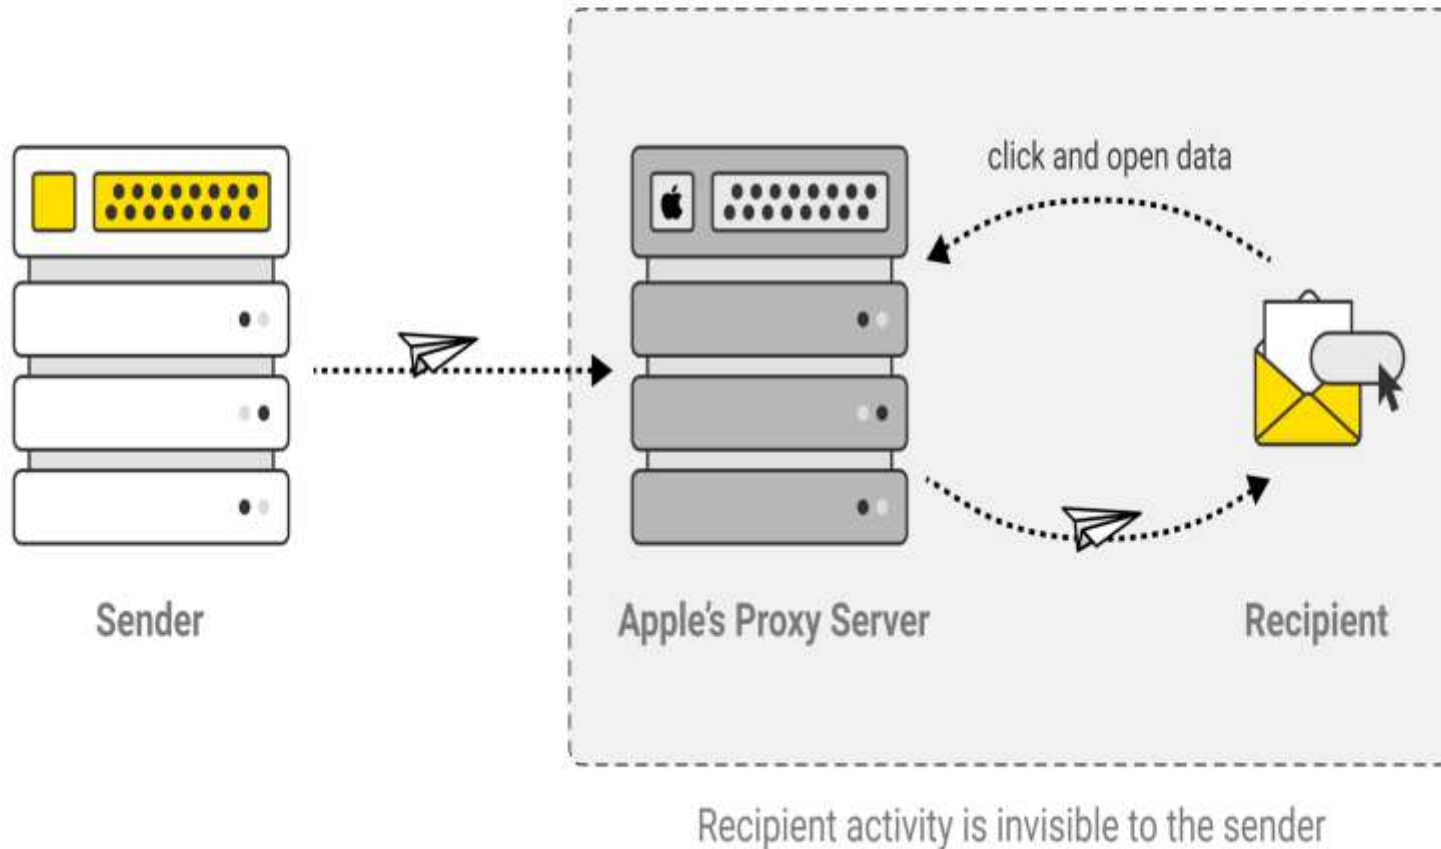 click and open data
Sender
Apple's Proxy Server
Recipient
Recipient activity is invisible to the sender